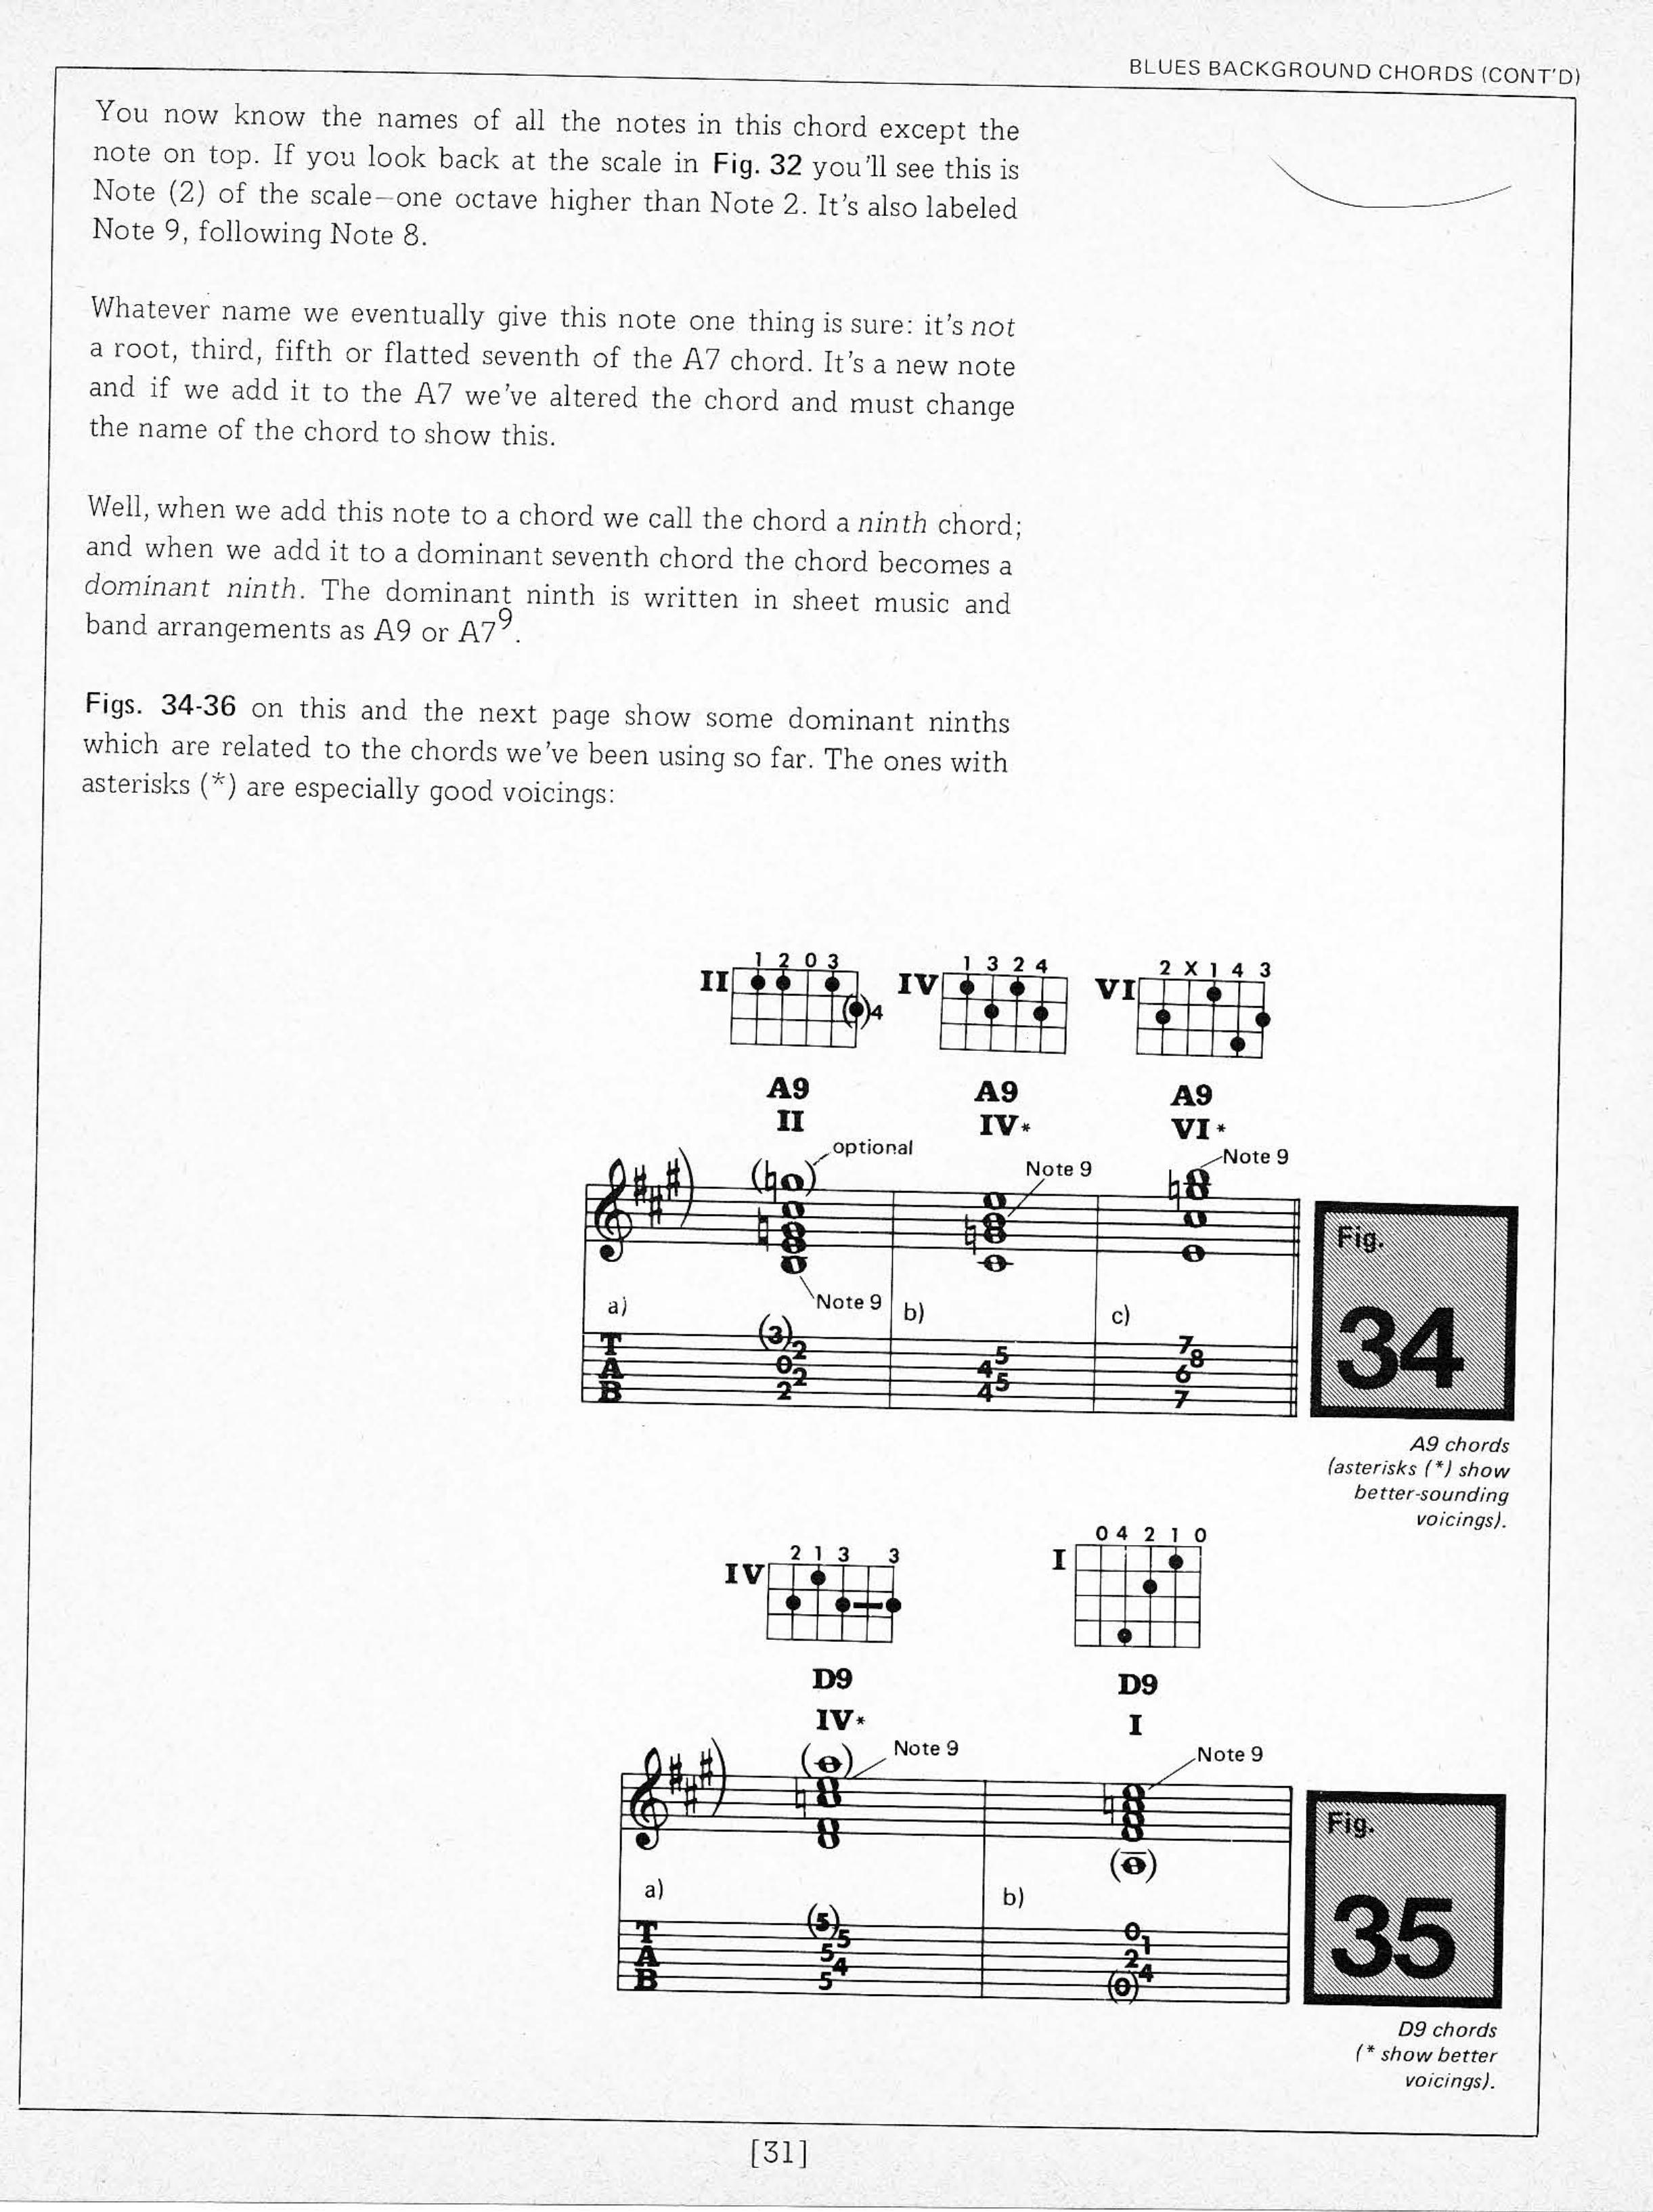 BLUES BACKGROUND CHORDS (CONT'D)
You now know the names of all the notes in this chord except the
note on top. If you look back at the scale in Fig. 32 you'll see this is
Note (2) of the scale—one octave higher than Note 2. It's also labeled
Note 9, following Note 8.
Whatever name we eventually give this note one thing is sure: it's not
a root, third, fifth or flatted seventh of the A7 chord. It's a new note
and if we add it to the A7 we've altered the chord and must change
the name of the chord to show this.
Well, when we add this note to a chord we call the chord a ninth chord;
and when we add it to a dominant seventh chord the chord becomes a
dominant ninth. The dominant ninth is written in sheet music and
band arrangements as A9 or A7⁹.
Figs. 34-36 on this and the next page show some dominant ninths
which are related to the chords we've been using so far. The ones with
asterisks (*) are especially good voicings:
1 2 0 3
1 3 2 4
2 X 1 4 3
II
IV
VI
( )4
A9
A9
A9
II
IV*
VI*
optional
Note 9
Note 9
Note 9
a)
b)
c)
T
A
B
(3)
2
0
2
2
5
4
5
4
7
8
6
7
Fig.
34
A9 chords
(asterisks (*) show
better-sounding
voicings).
2 1 3 3
0 4 2 1 0
IV
I
D9
D9
IV*
I
Note 9
Note 9
a)
b)
T
A
B
(5)
5
5
4
5
0
1
2
4
(0)
Fig.
35
D9 chords
(* show better
voicings).
[31]